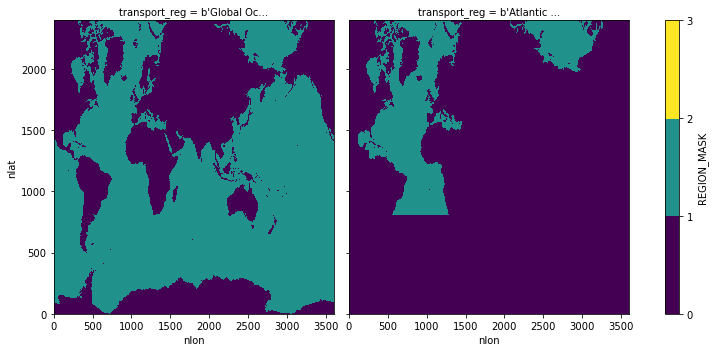 transport_reg = b'Global Oc...
transport_reg = b'Atlantic ...
nlat
2000
1500
1000
500
0
0 500 1000 1500 2000 2500 3000 3500
nlon
0 500 1000 1500 2000 2500 3000 3500
nlon
3
2
1
0
REGION_MASK